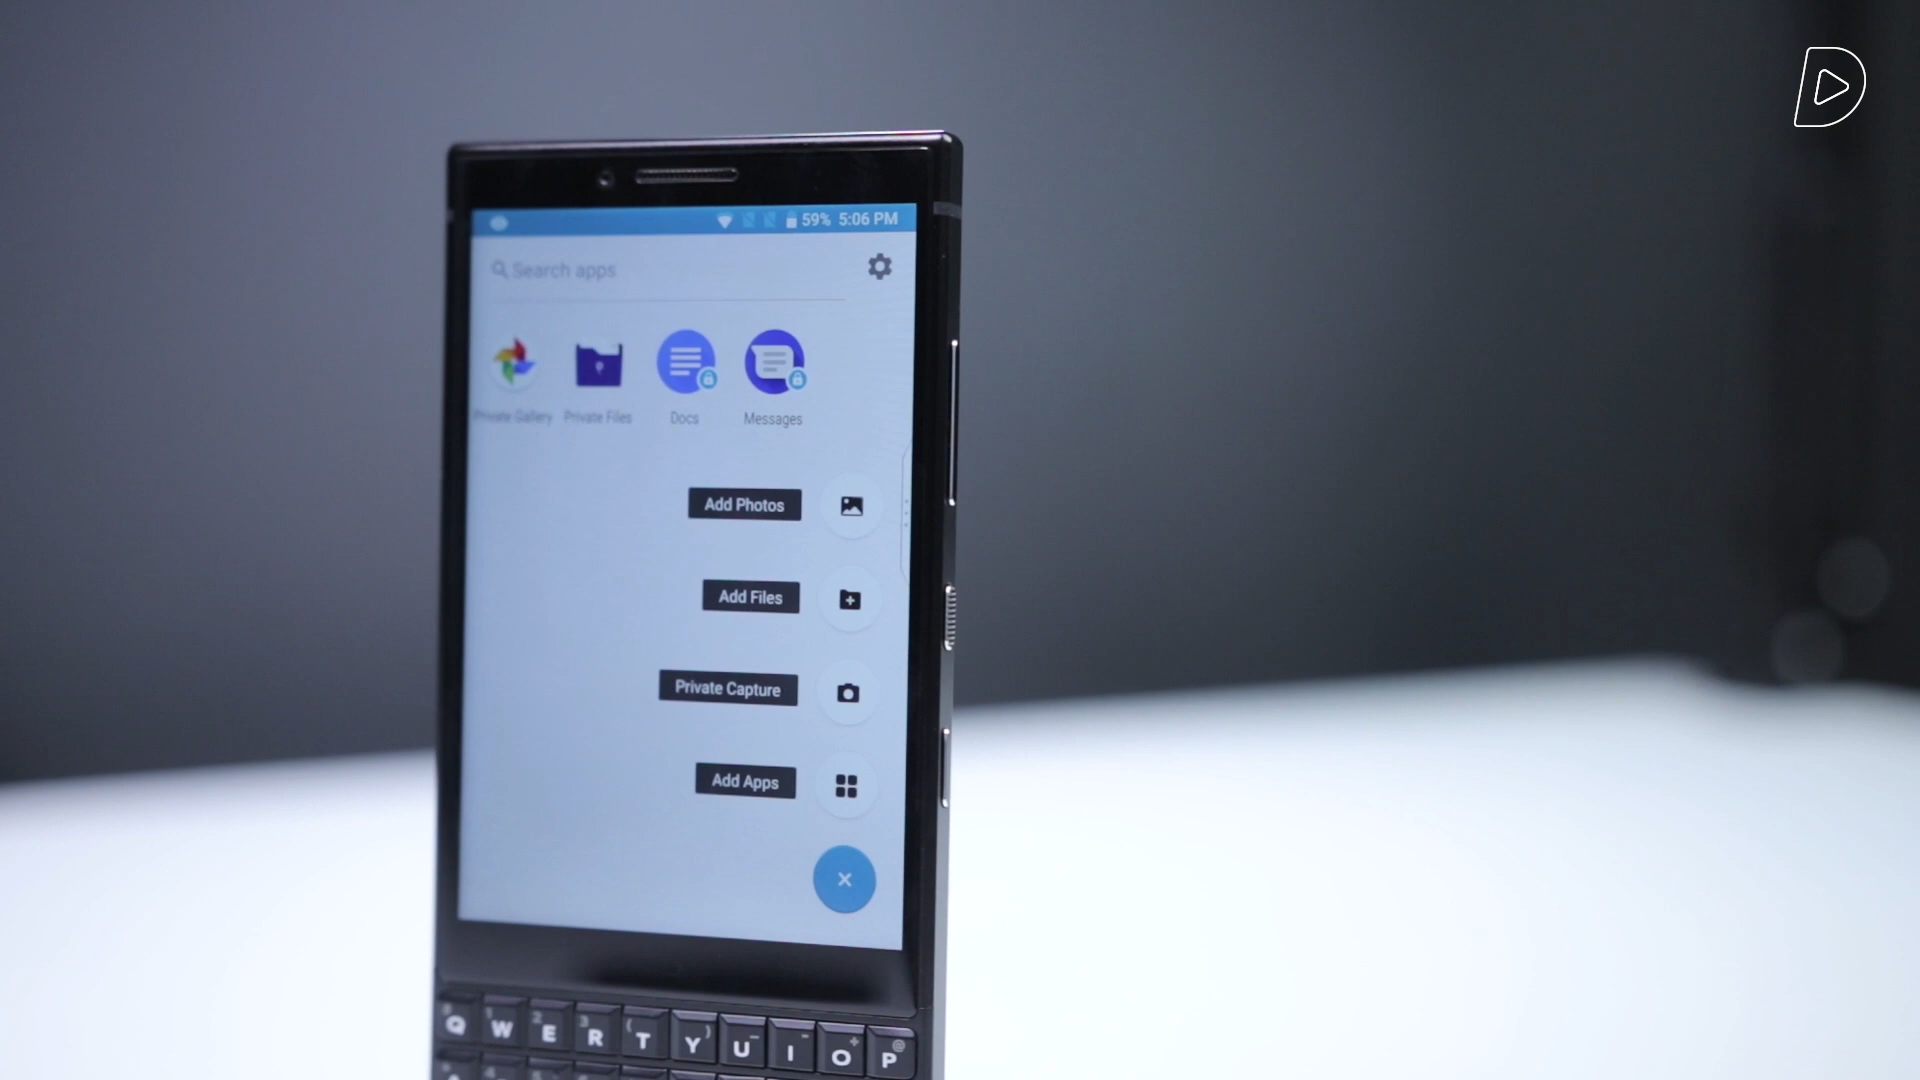 59% 5:06 PM
Search apps
Private Gallery Private Files Docs Messages
Add Photos
Add Files
Private Capture
Add Apps
Q W E R T Y U I O P